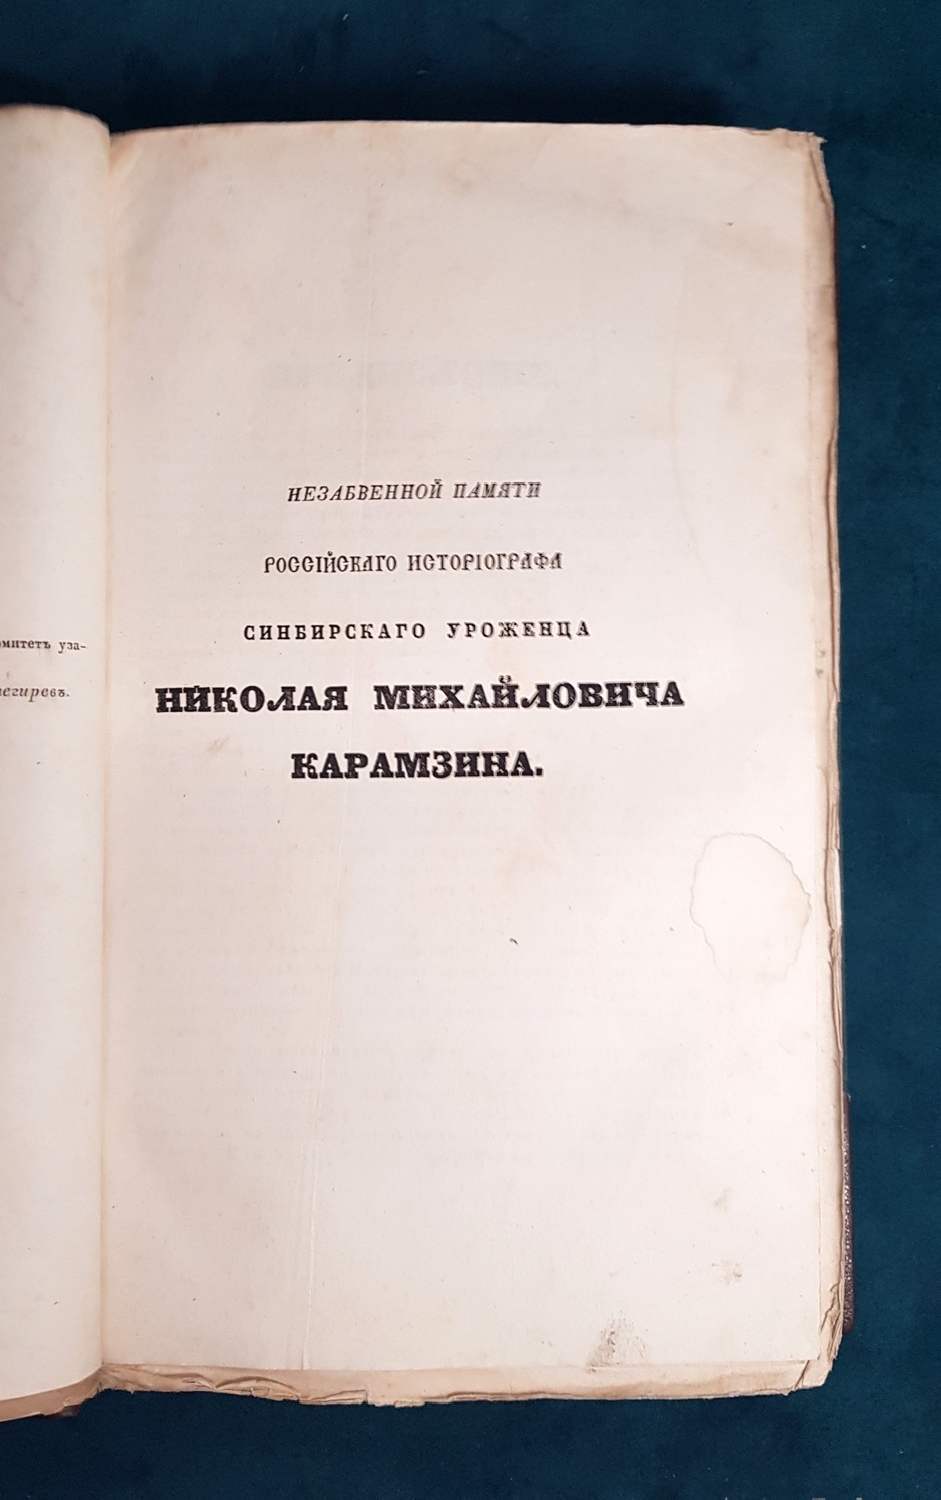 омитетъ уза-
егиревъ.
НЕЗАБВЕННОЙ ПАМЯТИ
РОССІЙСКАГО ИСТОРІОГРАФА
СИНБИРСКАГО УРОЖЕНЦА
НИКОЛАЯ МИХАЙЛОВИЧА
КАРАМЗИНА.